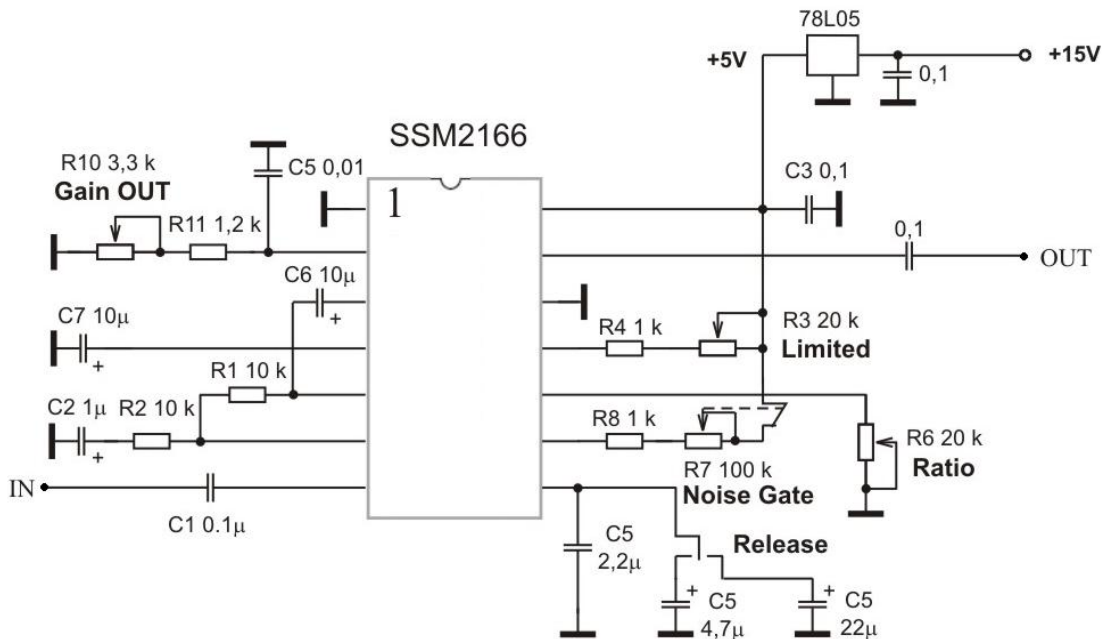 78L05
+5V
+15V
0,1
SSM2166
R10 3,3 k
Gain OUT
C5 0,01
C3 0,1
1
R11 1,2 k
0,1
OUT
C6 10µ
+
C7 10µ
+
R4 1 k
R3 20 k
Limited
R1 10 k
C2 1µ
R2 10 k
+
R8 1 k
R6 20 k
Ratio
R7 100 k
Noise Gate
IN
C1 0.1µ
C5
2,2µ
Release
+
C5
4,7µ
+
C5
22µ